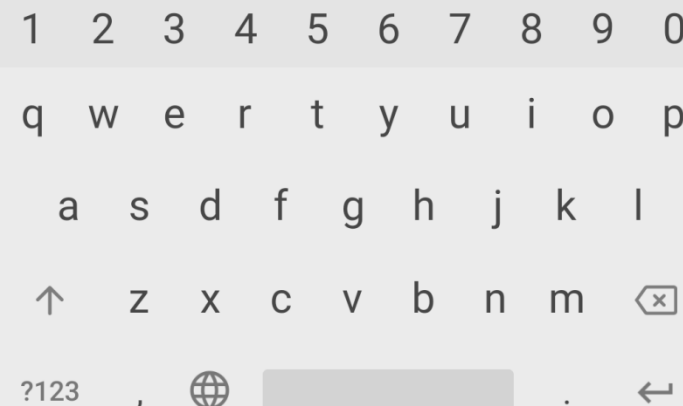 1 2 3 4 5 6 7 8 9 0
q w e r t y u i o p
a s d f g h j k l
z x c v b n m
?123 , .